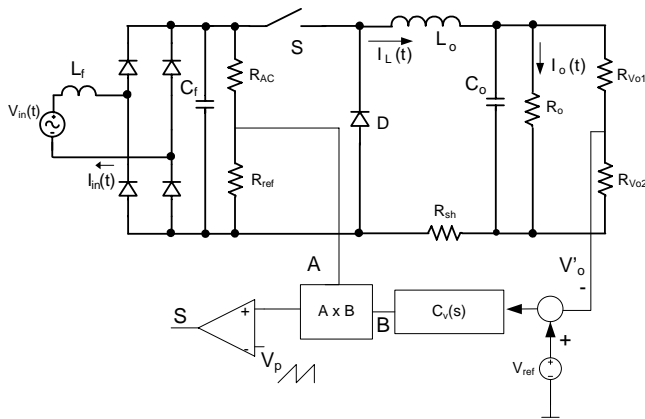 S
I_L(t)
L_o
L_f
C_f
R_AC
C_o
I_o(t)
R_Vo1
V_in(t)
D
R_o
I_in(t)
R_ref
R_Vo2
R_sh
A
V'_o
-
S
+
-
A x B
B
C_v(s)
+
V_p
V_ref
+
-